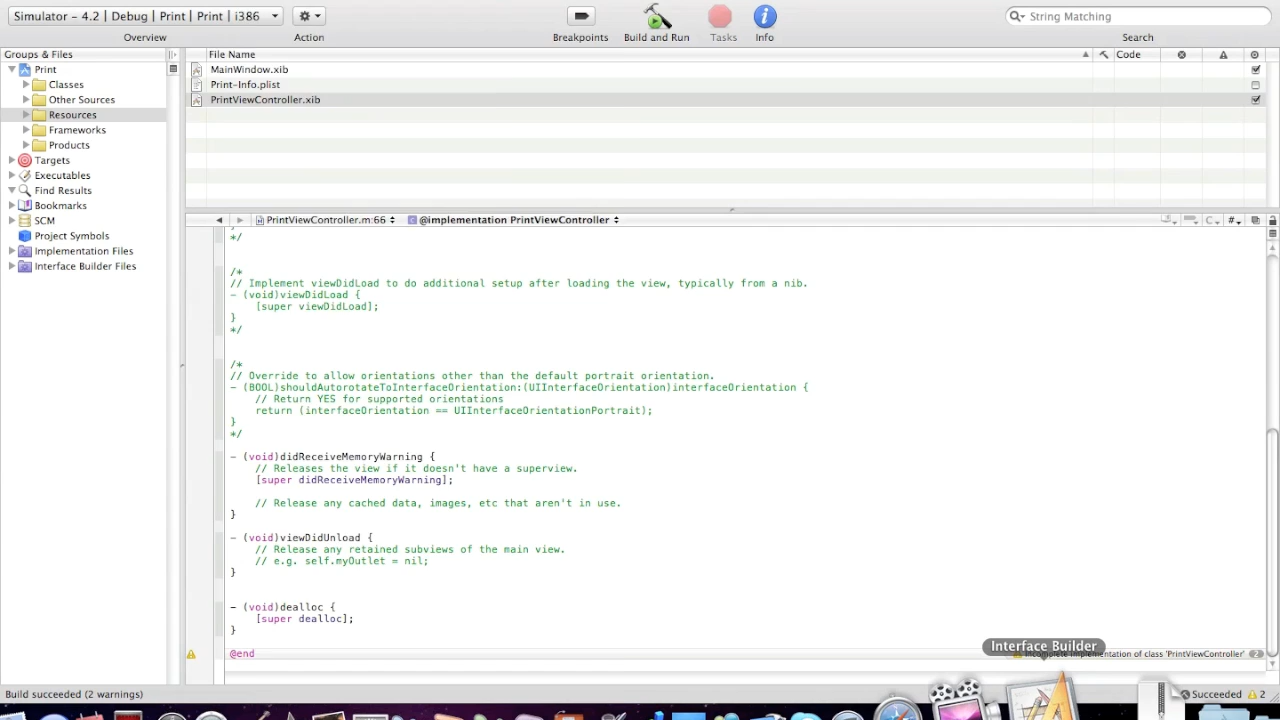 Simulator - 4.2 | Debug | Print | Print | i386
String Matching
Overview
Action
Breakpoints
Build and Run
Tasks
Info
Search
Groups & Files
File Name
Code
Print
MainWindow.xib
Classes
Print-Info.plist
Other Sources
PrintViewController.xib
Resources
Frameworks
Products
Targets
Executables
Find Results
Bookmarks
SCM
PrintViewController.m:66
@implementation PrintViewController
C
#
Project Symbols
Implementation Files
Interface Builder Files
*/
/*
// Implement viewDidLoad to do additional setup after loading the view, typically from a nib.
- (void)viewDidLoad {
[super viewDidLoad];
}
*/
/*
// Override to allow orientations other than the default portrait orientation.
- (BOOL)shouldAutorotateToInterfaceOrientation:(UIInterfaceOrientation)interfaceOrientation {
// Return YES for supported orientations
return (interfaceOrientation == UIInterfaceOrientationPortrait);
}
*/
- (void)didReceiveMemoryWarning {
// Releases the view if it doesn't have a superview.
[super didReceiveMemoryWarning];
// Release any cached data, images, etc that aren't in use.
}
- (void)viewDidUnload {
// Release any retained subviews of the main view.
// e.g. self.myOutlet = nil;
}
- (void)dealloc {
[super dealloc];
}
Interface Builder
@end
Incomplete implementation of class 'PrintViewController' 2
Build succeeded (2 warnings)
Succeeded 2